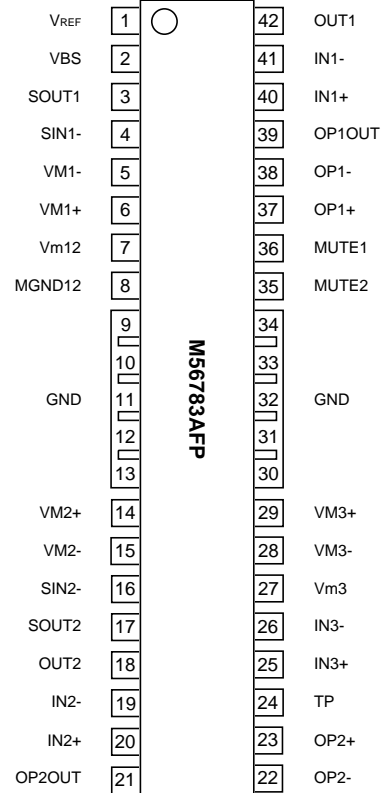 VREF 1 42 OUT1
VBS 2 41 IN1-
SOUT1 3 40 IN1+
SIN1- 4 39 OP1OUT
VM1- 5 38 OP1-
VM1+ 6 37 OP1+
Vm12 7 36 MUTE1
MGND12 8 35 MUTE2
9 34
10 33
GND 11 32 GND
12 31
13 30
M56783AFP
VM2+ 14 29 VM3+
VM2- 15 28 VM3-
SIN2- 16 27 Vm3
SOUT2 17 26 IN3-
OUT2 18 25 IN3+
IN2- 19 24 TP
IN2+ 20 23 OP2+
OP2OUT 21 22 OP2-